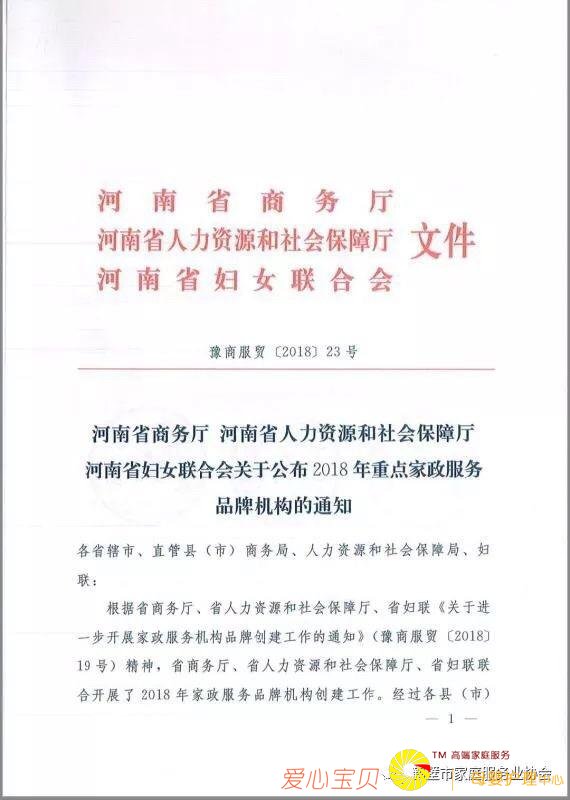 河南省商务厅
河南省人力资源和社会保障厅 文件
河南省妇女联合会
豫商服贸〔2018〕23号
河南省商务厅 河南省人力资源和社会保障厅
河南省妇女联合会关于公布2018年重点家政服务
品牌机构的通知
各省辖市、直管县（市）商务局、人力资源和社会保障局、妇
联：
根据省商务厅、省人力资源和社会保障厅、省妇联《关于进
一步开展家政服务机构品牌创建工作的通知》（豫商服贸〔2018〕
19号）精神，省商务厅、省人力资源和社会保障厅、省妇联联
合开展了2018年家政服务品牌机构创建工作。经过各县（市）
— 1 —
TM 高端家庭服务
爱心宝贝
壁市家庭服务业协会
母婴护理中心